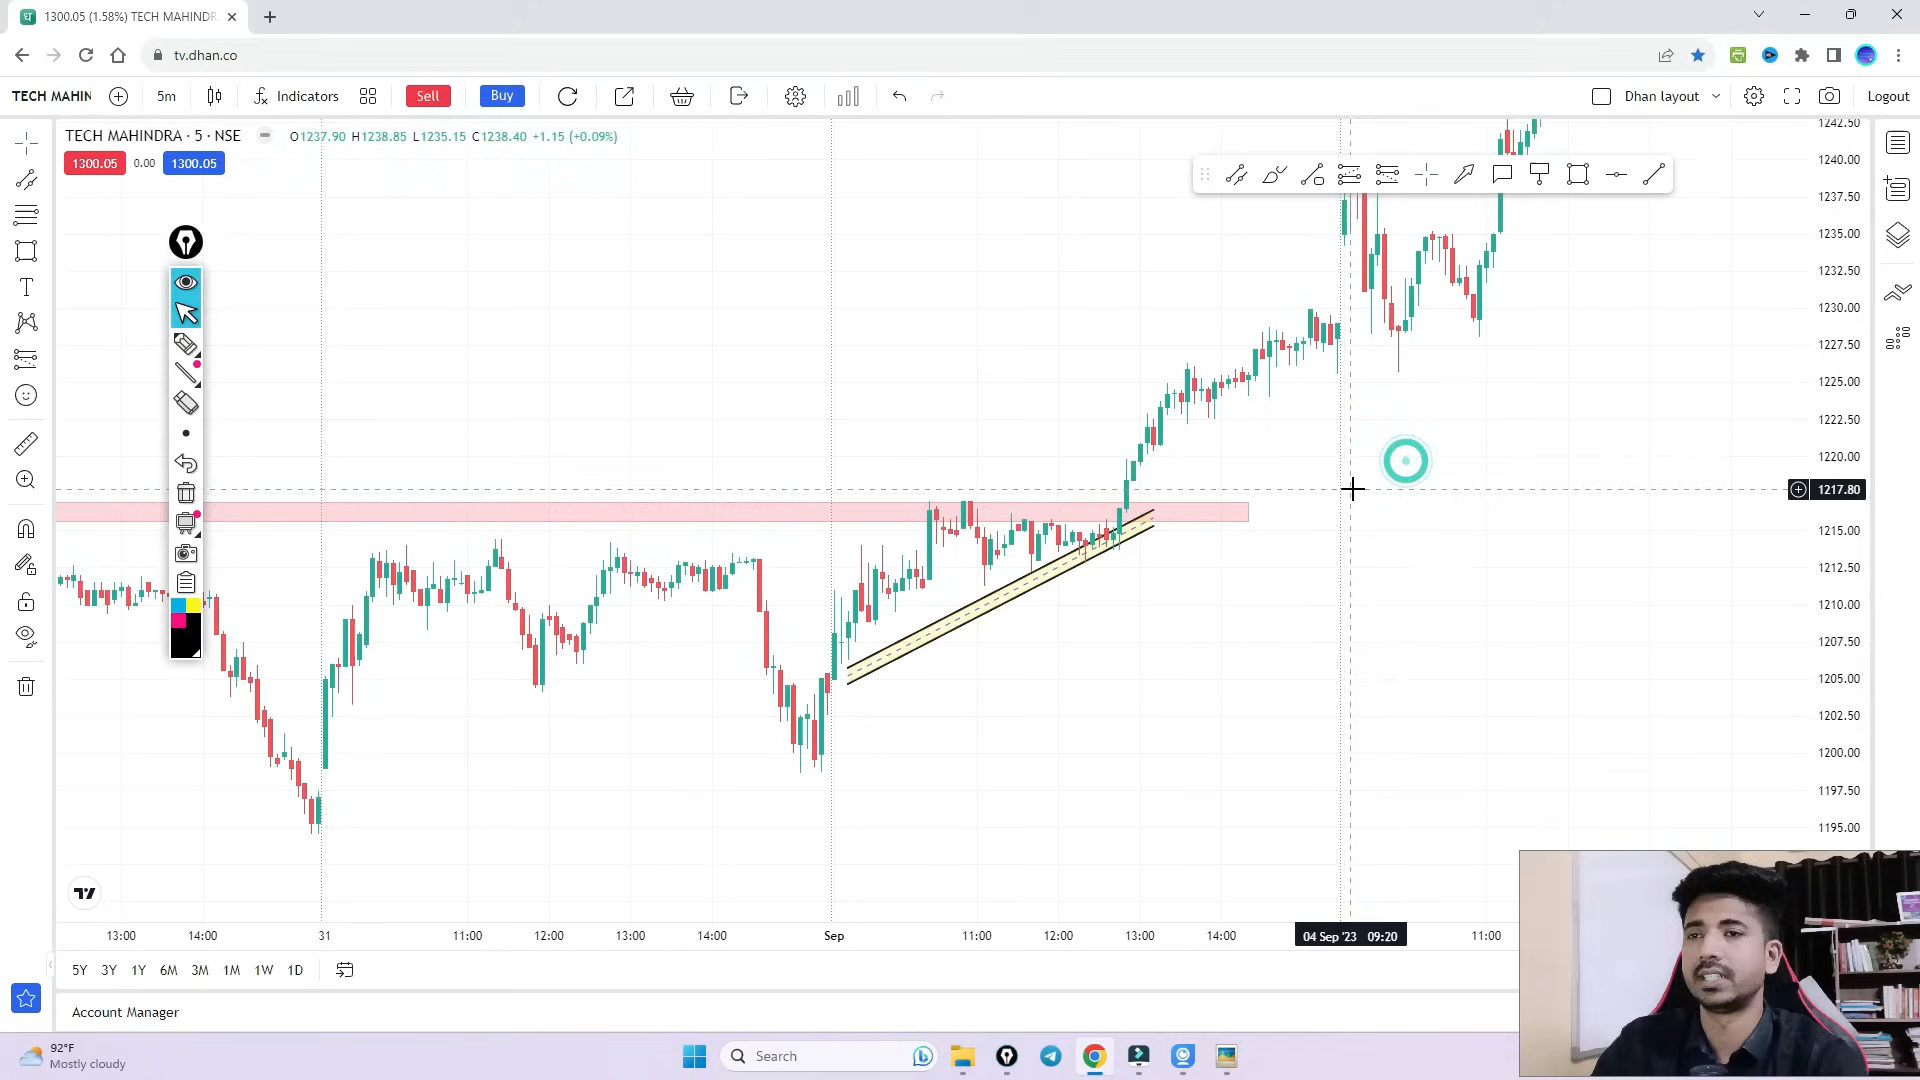 1300.05 (1.58%) TECH MAHINDR
tv.dhan.co
TECH MAHIN
5m
Indicators
Sell
Buy
Dhan layout
Logout
TECH MAHINDRA · 5 · NSE
O1237.90 H1238.85 L1235.15 C1238.40 +1.15 (+0.09%)
1300.05
0.00
1300.05
1242.50
1240.00
1237.50
1235.00
1232.50
1230.00
1227.50
1225.00
1222.50
1220.00
1217.80
1215.00
1212.50
1210.00
1207.50
1205.00
1202.50
1200.00
1197.50
1195.00
13:00
14:00
31
11:00
12:00
13:00
14:00
Sep
11:00
12:00
13:00
14:00
04 Sep '23 09:20
11:00
5Y 3Y 1Y 6M 3M 1M 1W 1D
Account Manager
92°F
Mostly cloudy
Search